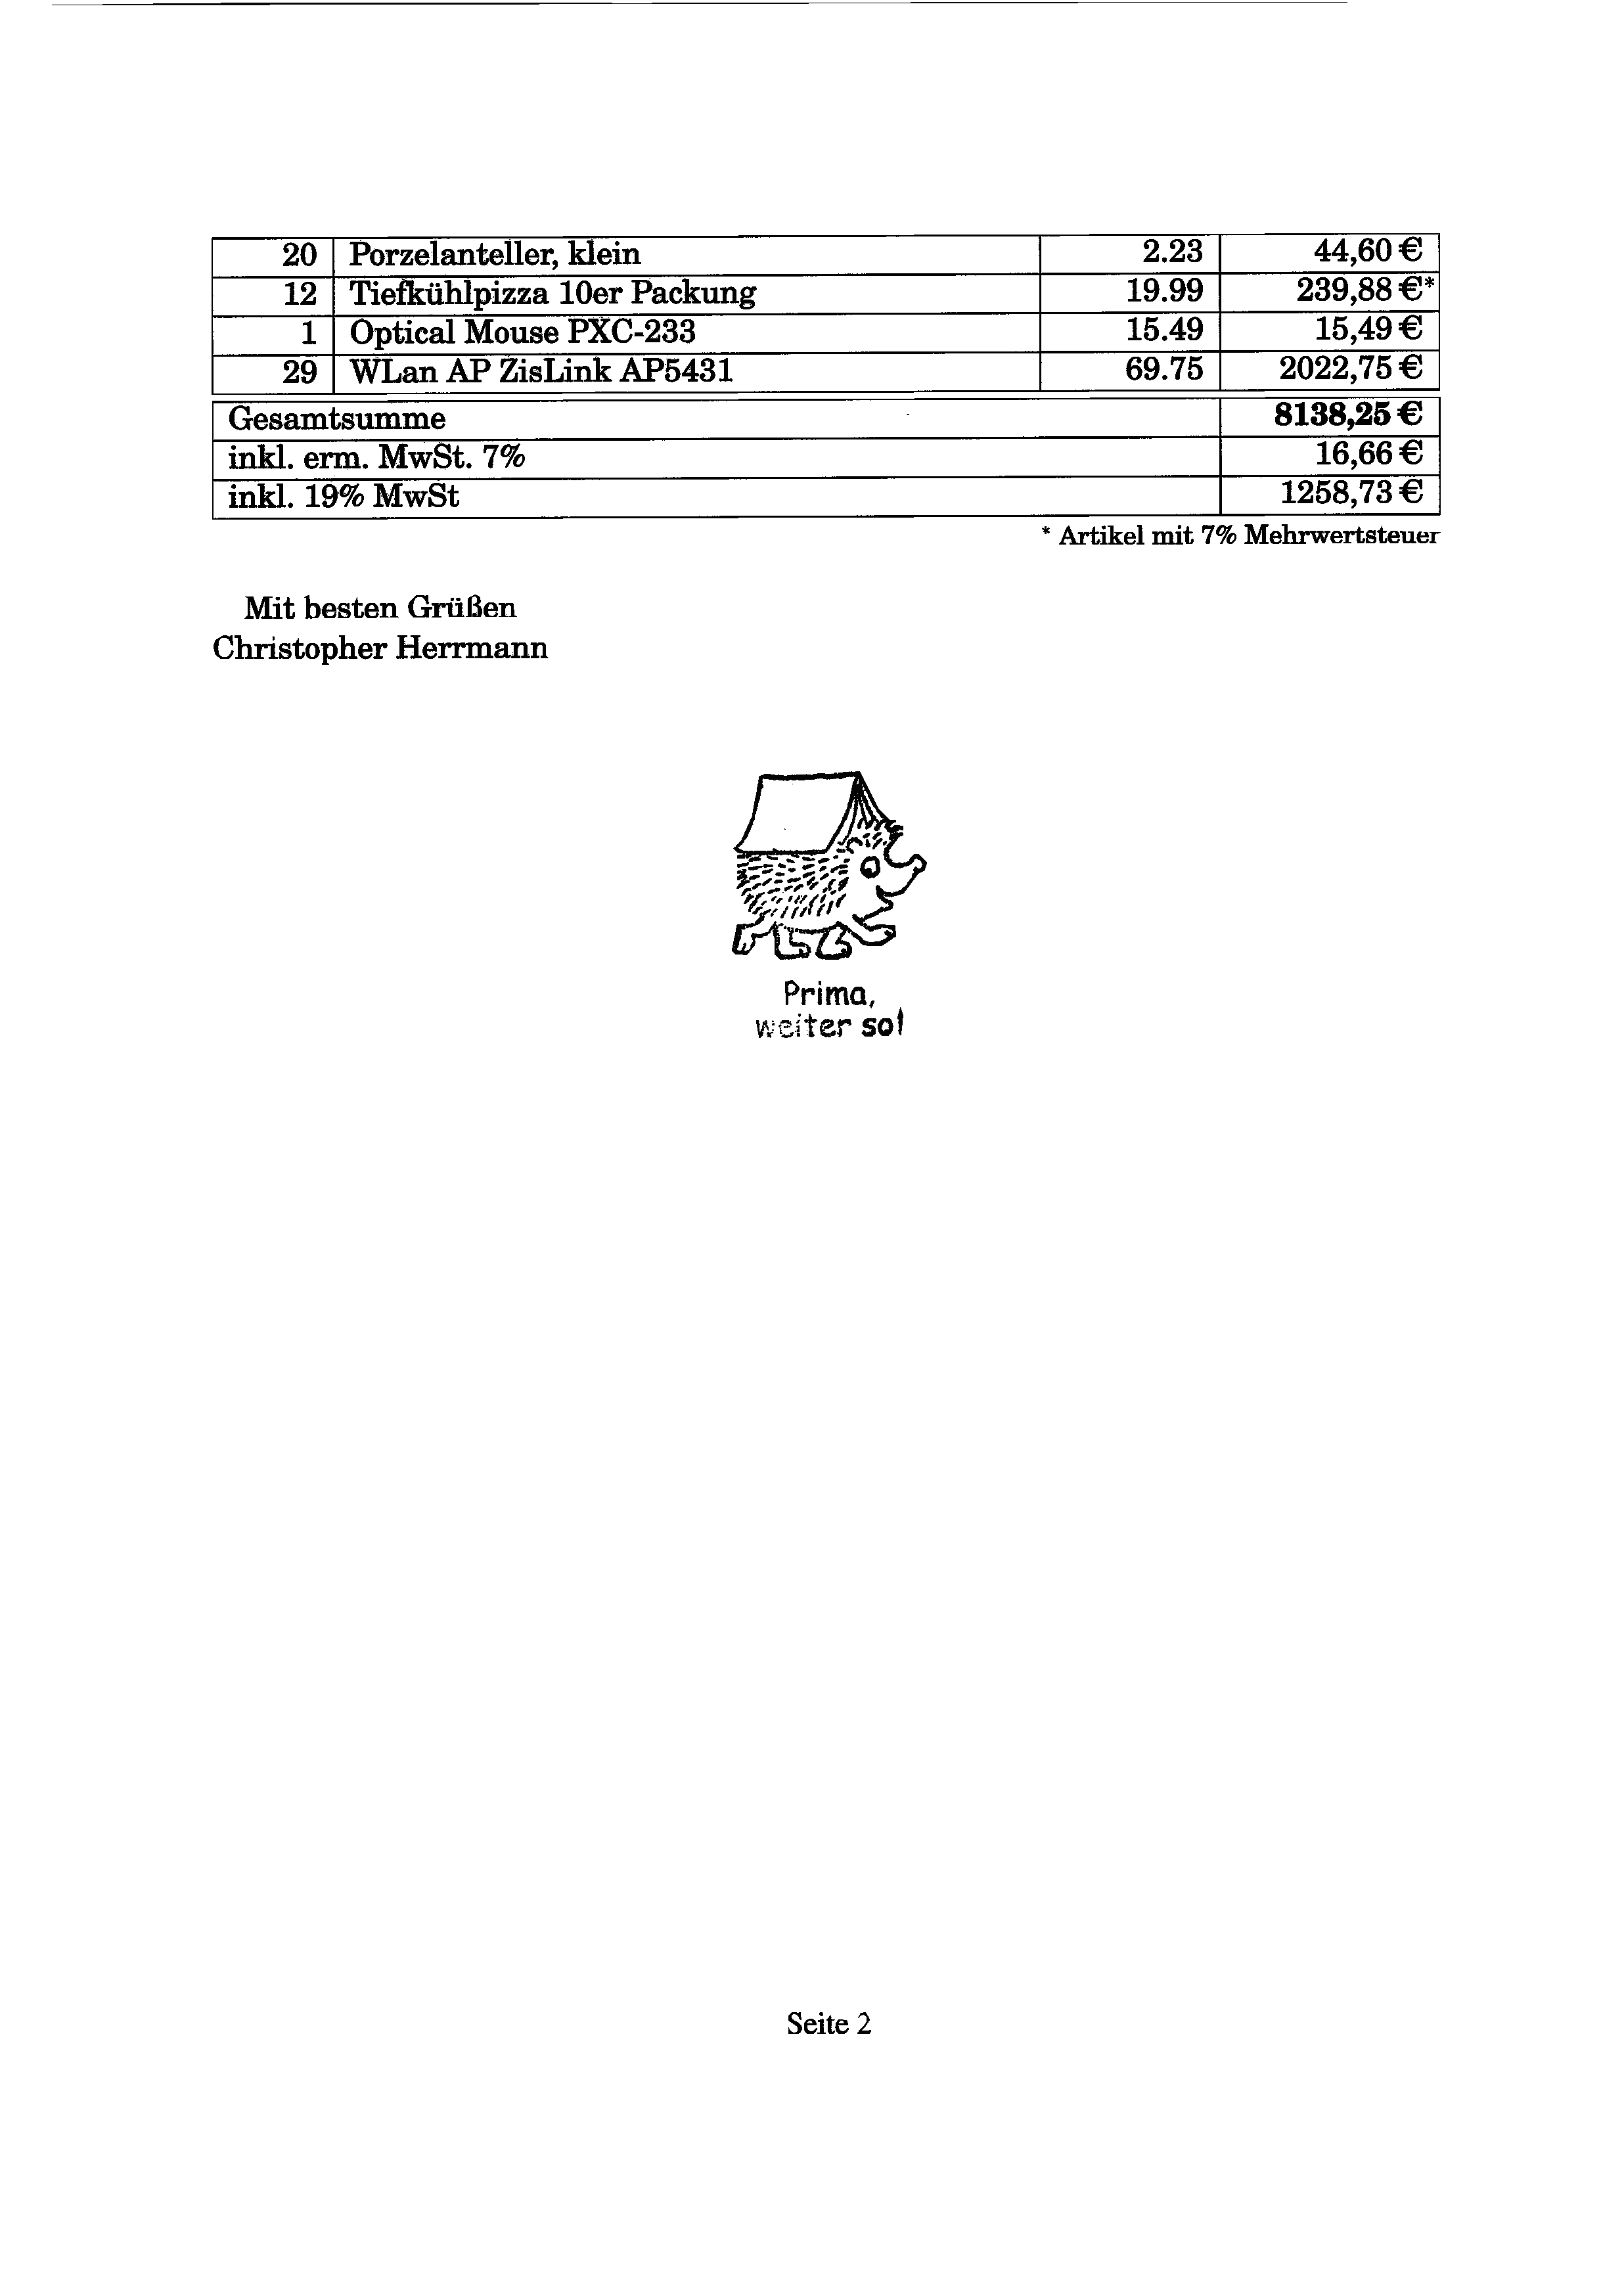 20 Porzelanteller, klein 2.23 44,60 €
12 Tiefkühlpizza 10er Packung 19.99 239,88 €*
1 Optical Mouse PXC-233 15.49 15,49 €
29 WLan AP ZisLink AP5431 69.75 2022,75 €
Gesamtsumme 8138,25 €
inkl. erm. MwSt. 7% 16,66 €
inkl. 19% MwSt 1258,73 €
* Artikel mit 7% Mehrwertsteuer
Mit besten Grüßen
Christopher Herrmann
Prima,
weiter so!
Seite 2